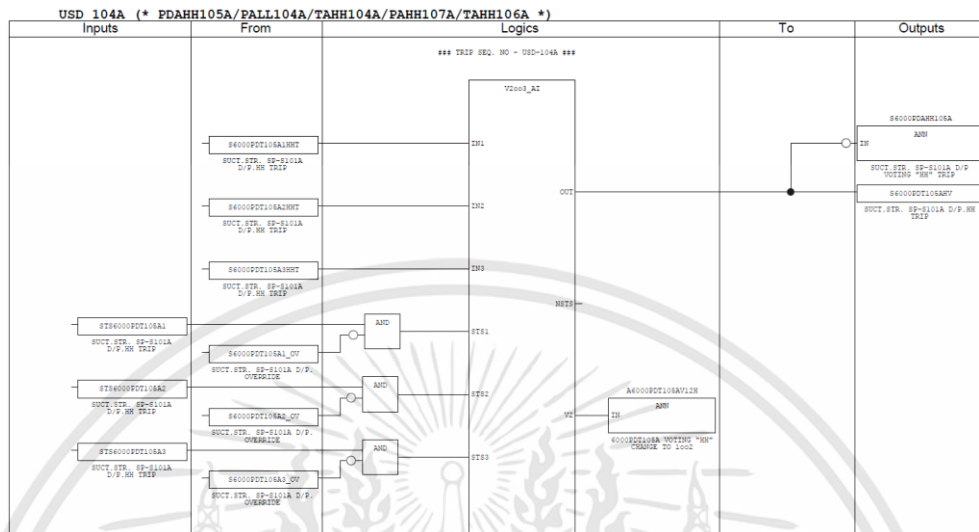 USD 104A (* PDAHH105A/PALL104A/TAHH104A/PAHH107A/TAHH106A *)
Inputs From Logics To Outputs
### TRIP SEQ. NO - USD-104A ###
V2oo3_AI
S6000PDAHH105A
ANN
IN
SUCT.STR. SP-S101A D/P
VOTING "HH" TRIP
S6000PDT105A1HHT
IN1
SUCT.STR. SP-S101A
D/P.HH TRIP
OUT
S6000PDT105AHV
SUCT.STR. SP-S101A D/P.HH
TRIP
S6000PDT105A2HHT
IN2
SUCT.STR. SP-S101A
D/P.HH TRIP
S6000PDT105A3HHT
IN3
SUCT.STR. SP-S101A
D/P.HH TRIP
NSTS
STS6000PDT105A1
SUCT.STR. SP-S101A
D/P.HH TRIP
AND
STS1
S6000PDT105A1_OV
SUCT.STR. SP-S101A D/P.
OVERRIDE
STS6000PDT105A2
SUCT.STR. SP-S101A
D/P.HH TRIP
AND
STS2
S6000PDT105A2_OV
SUCT.STR. SP-S101A D/P.
OVERRIDE
A6000PDT105AV12H
ANN
V2
IN
6000PDT105A VOTING "HH"
CHANGE TO 1oo2
STS6000PDT105A3
SUCT.STR. SP-S101A
D/P.HH TRIP
AND
STS3
S6000PDT105A3_OV
SUCT.STR. SP-S101A D/P.
OVERRIDE